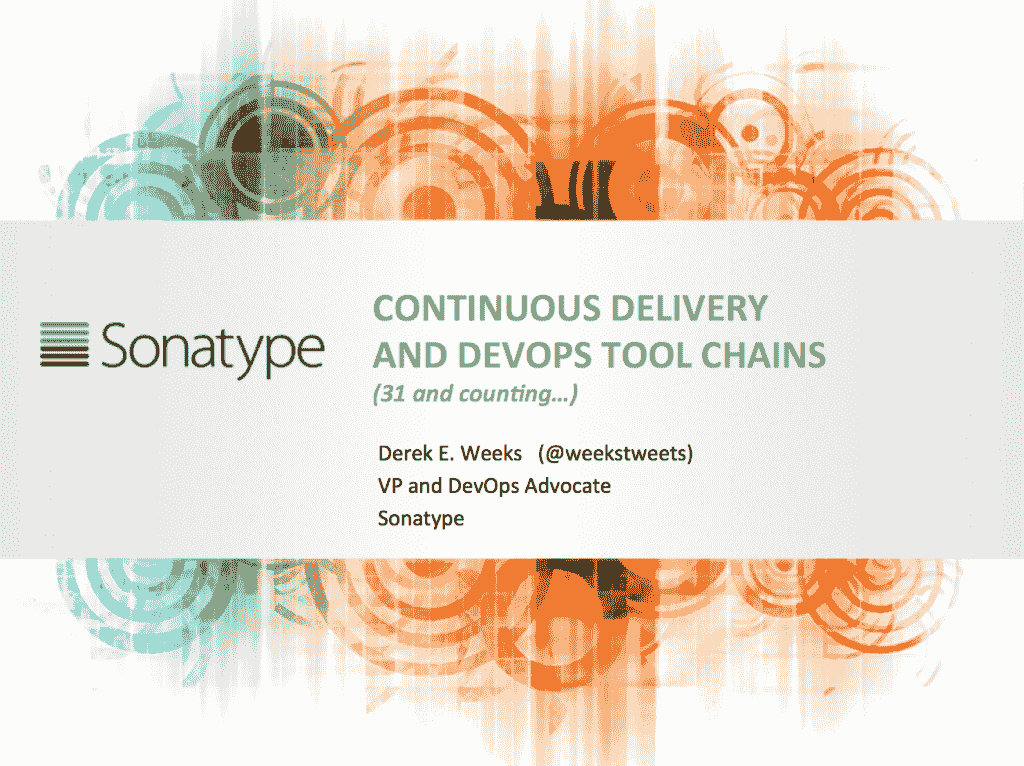 Sonatype
CONTINUOUS DELIVERY
AND DEVOPS TOOL CHAINS
(31 and counting...)
Derek E. Weeks (@weekstweets)
VP and DevOps Advocate
Sonatype